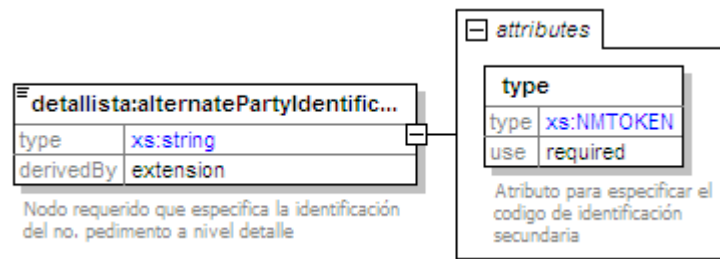 attributes
detallista:alternatePartyIdentific...
type xs:string
derivedBy extension
Nodo requerido que especifica la identificación
del no. pedimento a nivel detalle
type
type xs:NMTOKEN
use required
Atributo para especificar el
codigo de identificación
secundaria